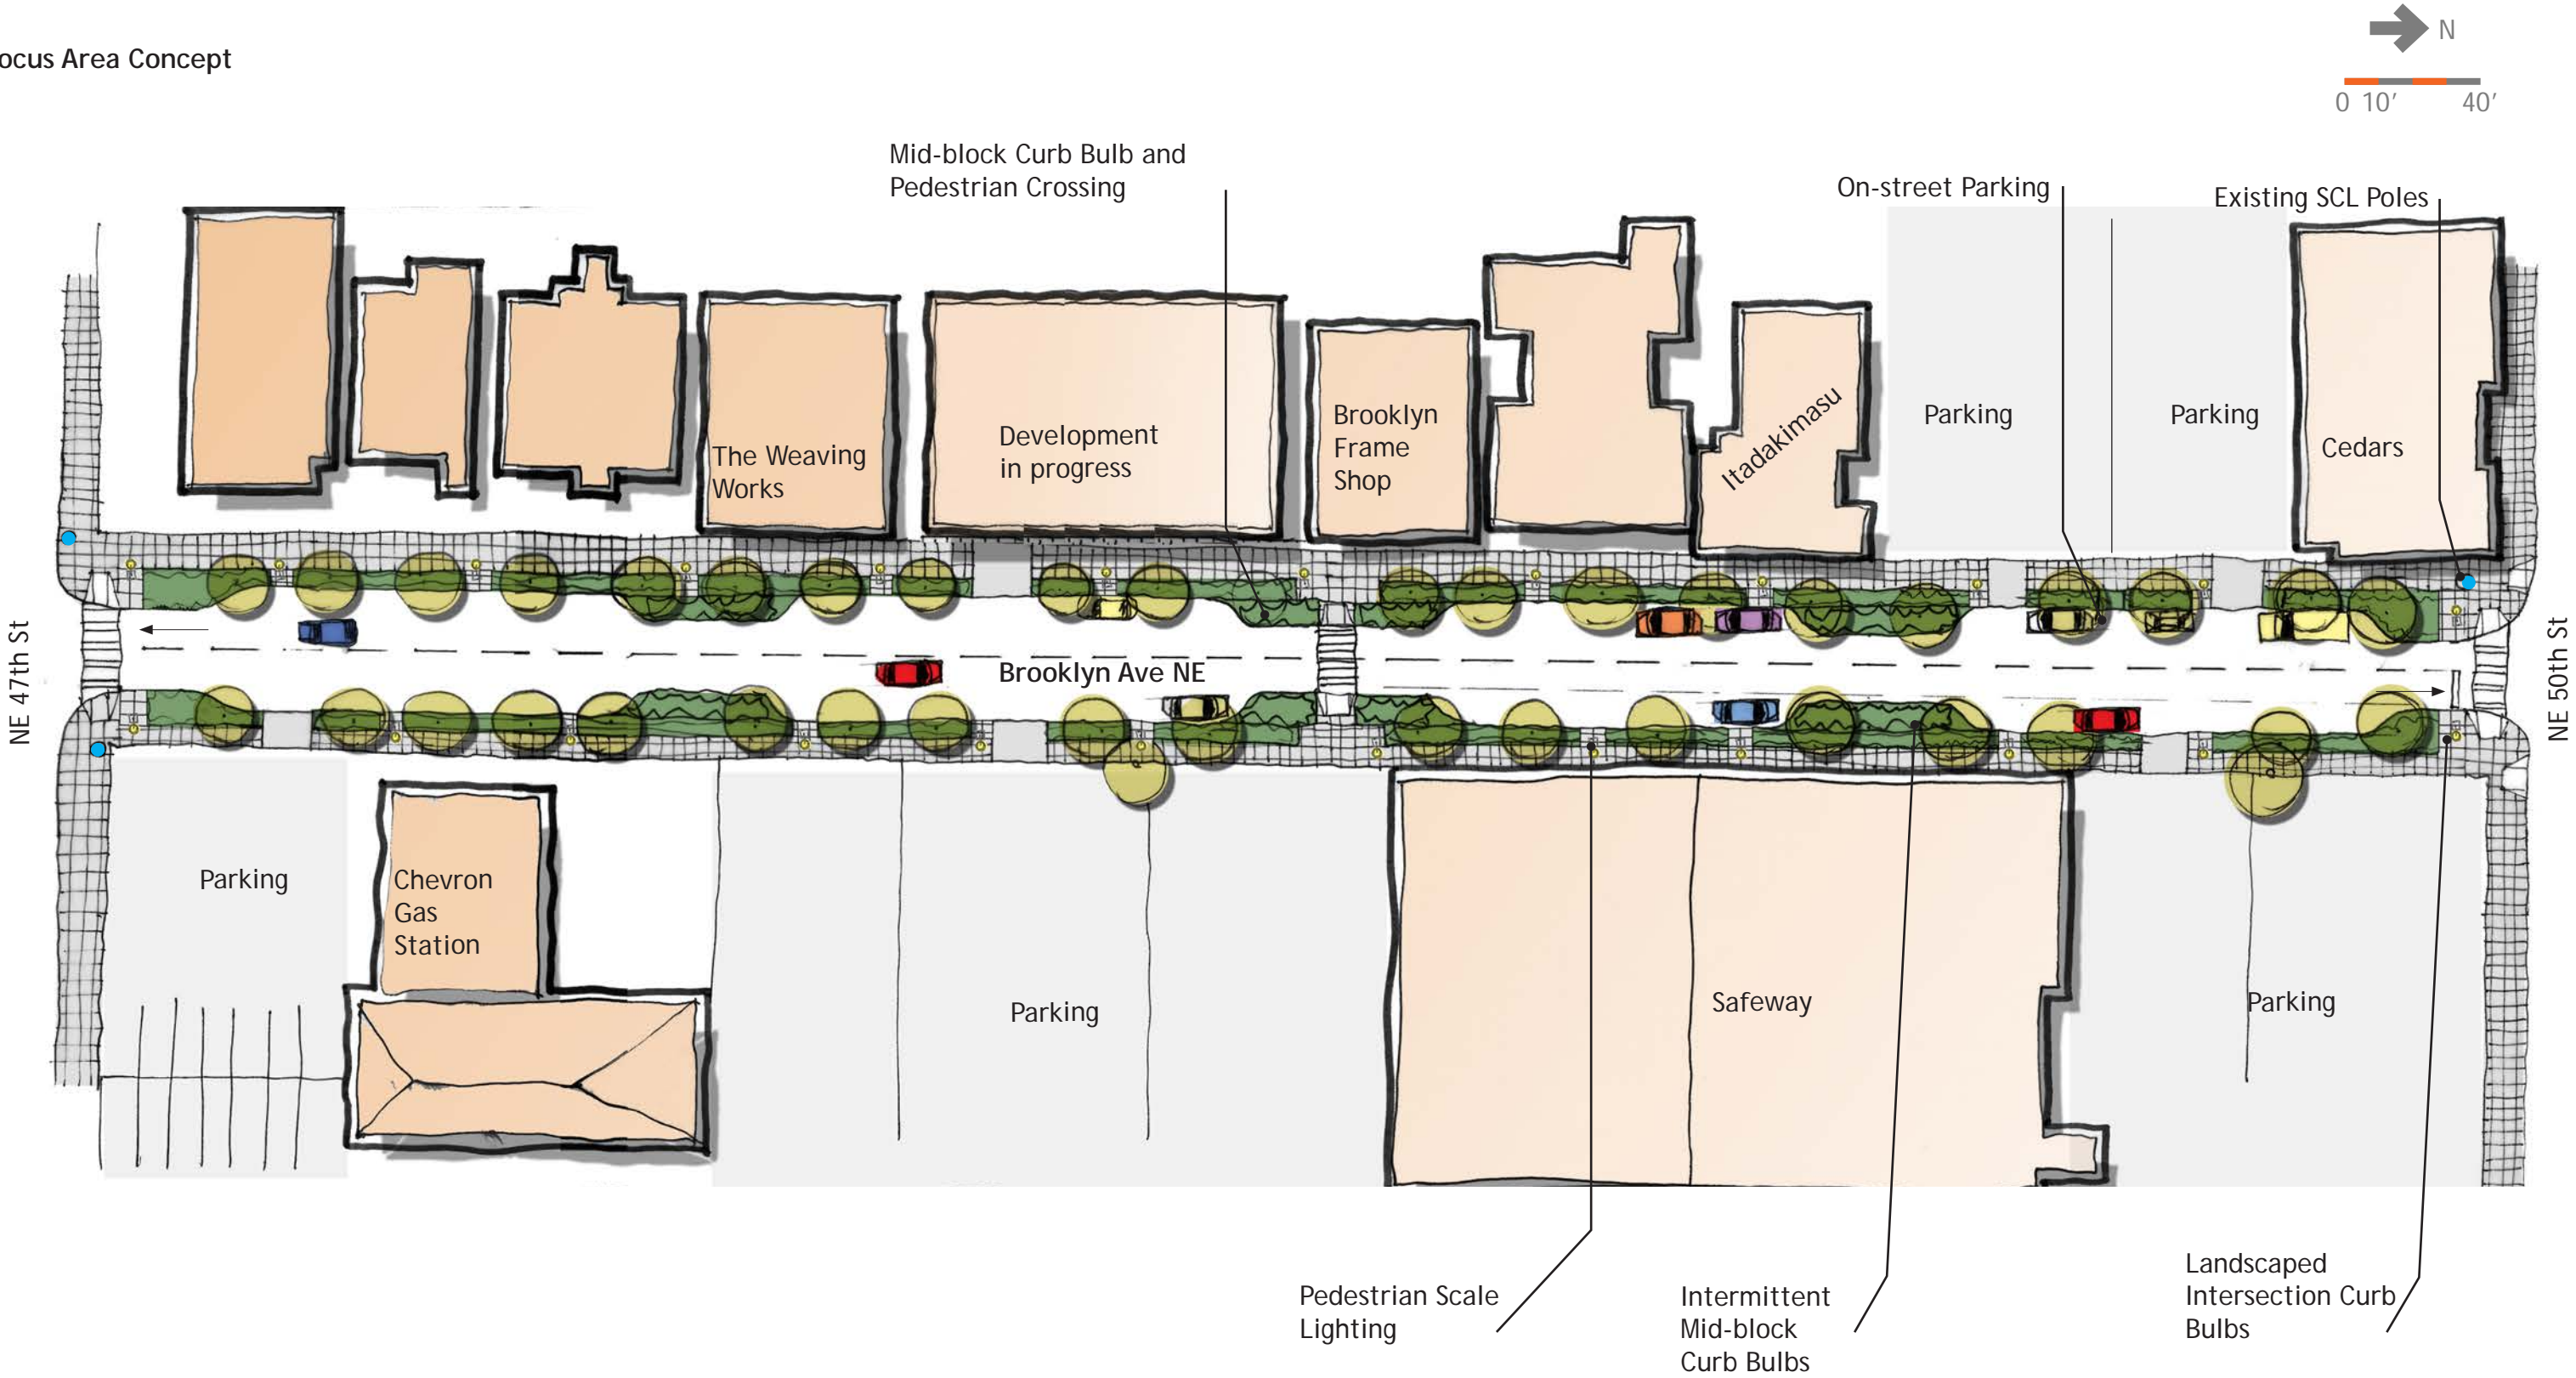 ocus Area Concept
N
0 10′ 40′
Mid-block Curb Bulb and
Pedestrian Crossing
On-street Parking
Existing SCL Poles
The Weaving
Works
Development
in progress
Brooklyn
Frame
Shop
Itadakimasu
Parking
Parking
Cedars
NE 47th St
Brooklyn Ave NE
NE 50th St
Parking
Chevron
Gas
Station
Parking
Safeway
Parking
Pedestrian Scale
Lighting
Intermittent
Mid-block
Curb Bulbs
Landscaped
Intersection Curb
Bulbs